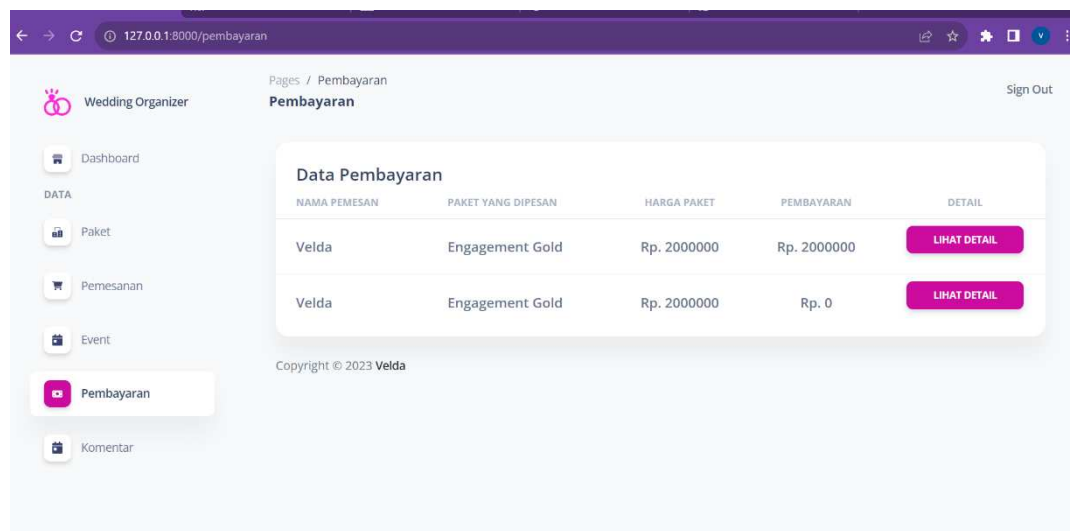 127.0.0.1:8000/pembayaran
Wedding Organizer
Pages / Pembayaran
Pembayaran
Sign Out
Dashboard
DATA
Paket
Pemesanan
Event
Pembayaran
Komentar
Data Pembayaran
NAMA PEMESAN PAKET YANG DIPESAN HARGA PAKET PEMBAYARAN DETAIL
Velda Engagement Gold Rp. 2000000 Rp. 2000000 LIHAT DETAIL
Velda Engagement Gold Rp. 2000000 Rp. 0 LIHAT DETAIL
Copyright © 2023 Velda